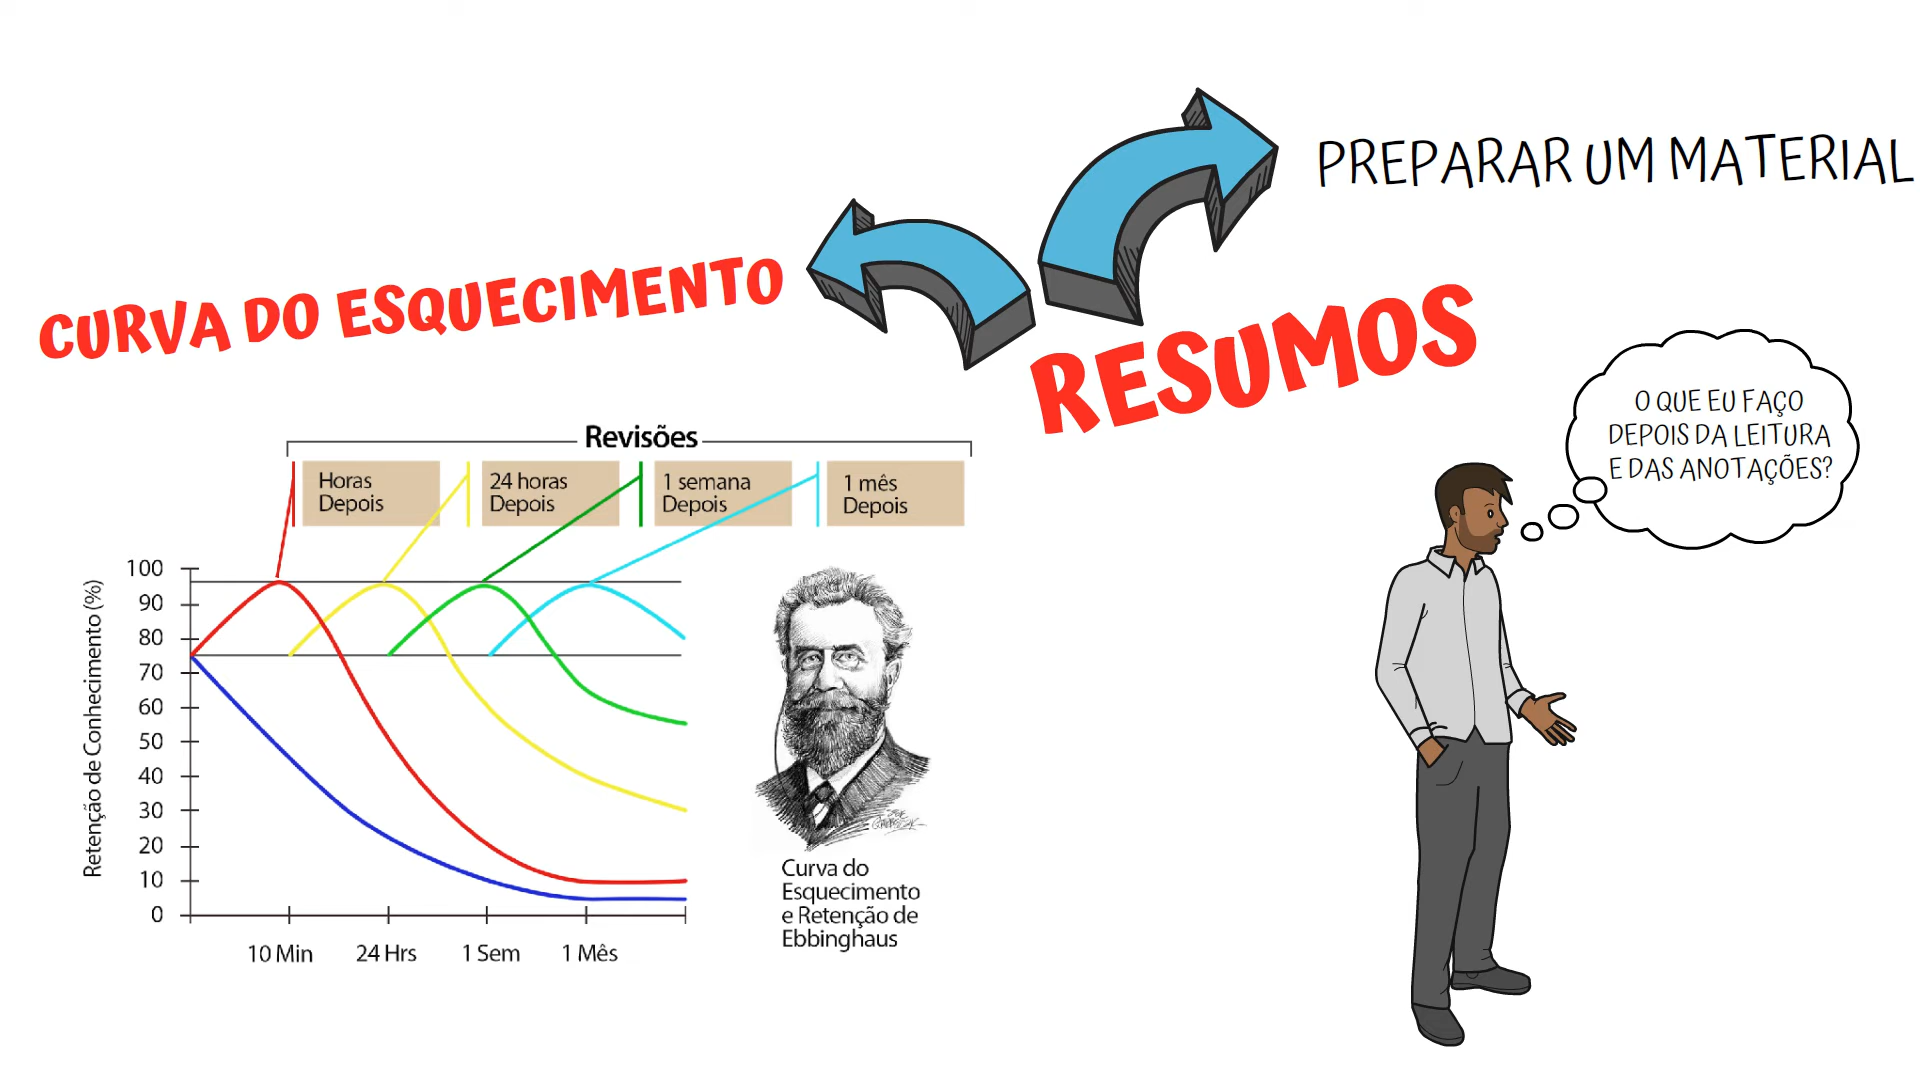 PREPARAR UM MATERIAL
CURVA DO ESQUECIMENTO
RESUMOS
O QUE EU FAÇO
DEPOIS DA LEITURA
E DAS ANOTAÇÕES?
Revisões
Horas
Depois
24 horas
Depois
1 semana
Depois
1 mês
Depois
Retenção de Conhecimento (%)
100
90
80
70
60
50
40
30
20
10
0
10 Min
24 Hrs
1 Sem
1 Mês
Curva do
Esquecimento
e Retenção de
Ebbinghaus